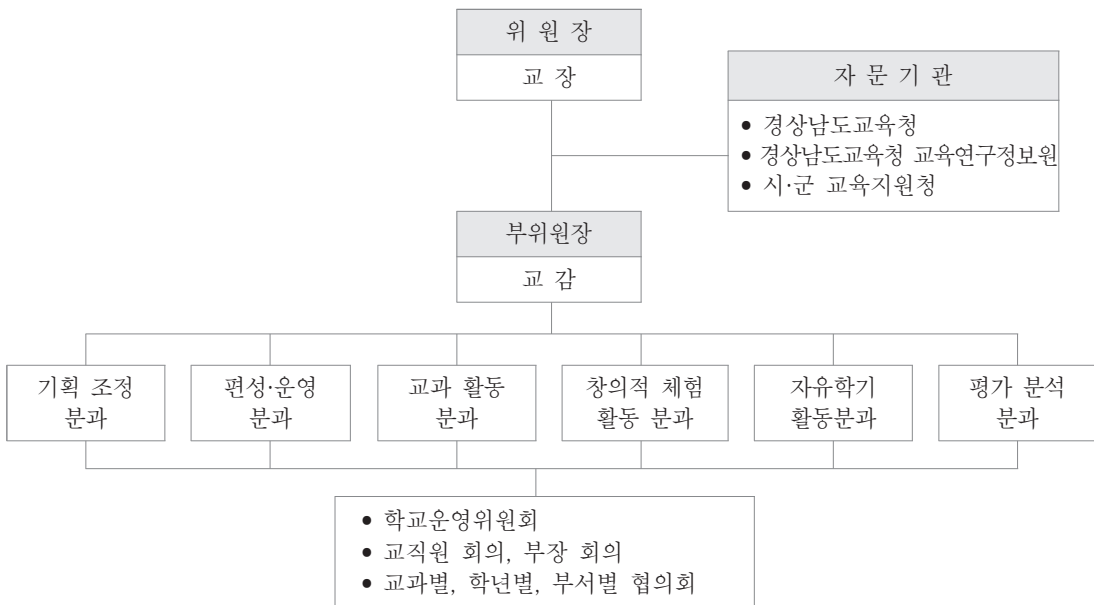 위 원 장
교 장
자 문 기 관
• 경상남도교육청
• 경상남도교육청 교육연구정보원
• 시·군 교육지원청
부위원장
교 감
기획 조정
분과
편성·운영
분과
교과 활동
분과
창의적 체험
활동 분과
자유학기
활동분과
평가 분석
분과
• 학교운영위원회
• 교직원 회의, 부장 회의
• 교과별, 학년별, 부서별 협의회